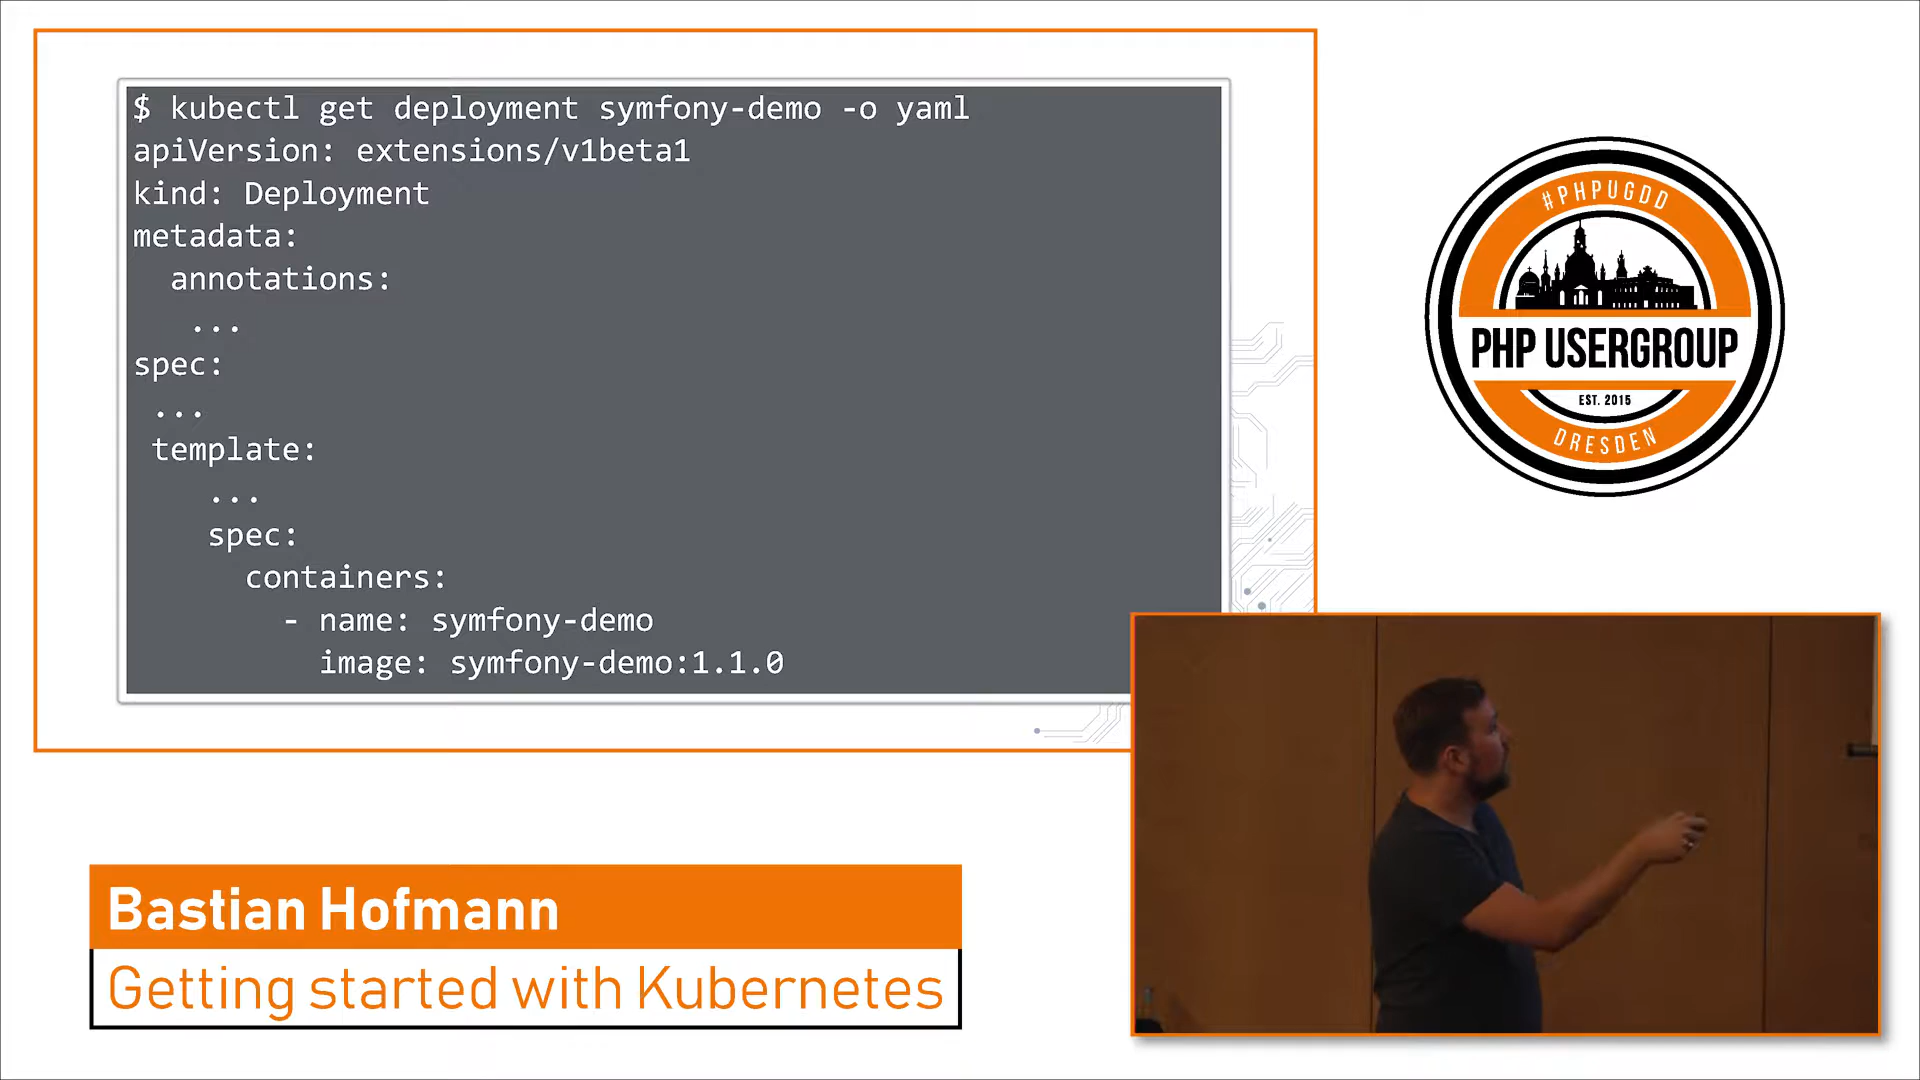 $ kubectl get deployment symfony-demo -o yaml
apiVersion: extensions/v1beta1
kind: Deployment
metadata:
  annotations:
   ...
spec:
 ...
 template:
    ...
    spec:
      containers:
        - name: symfony-demo
          image: symfony-demo:1.1.0
#PHPUGDD
PHP USERGROUP
EST. 2015
DRESDEN
Bastian Hofmann
Getting started with Kubernetes